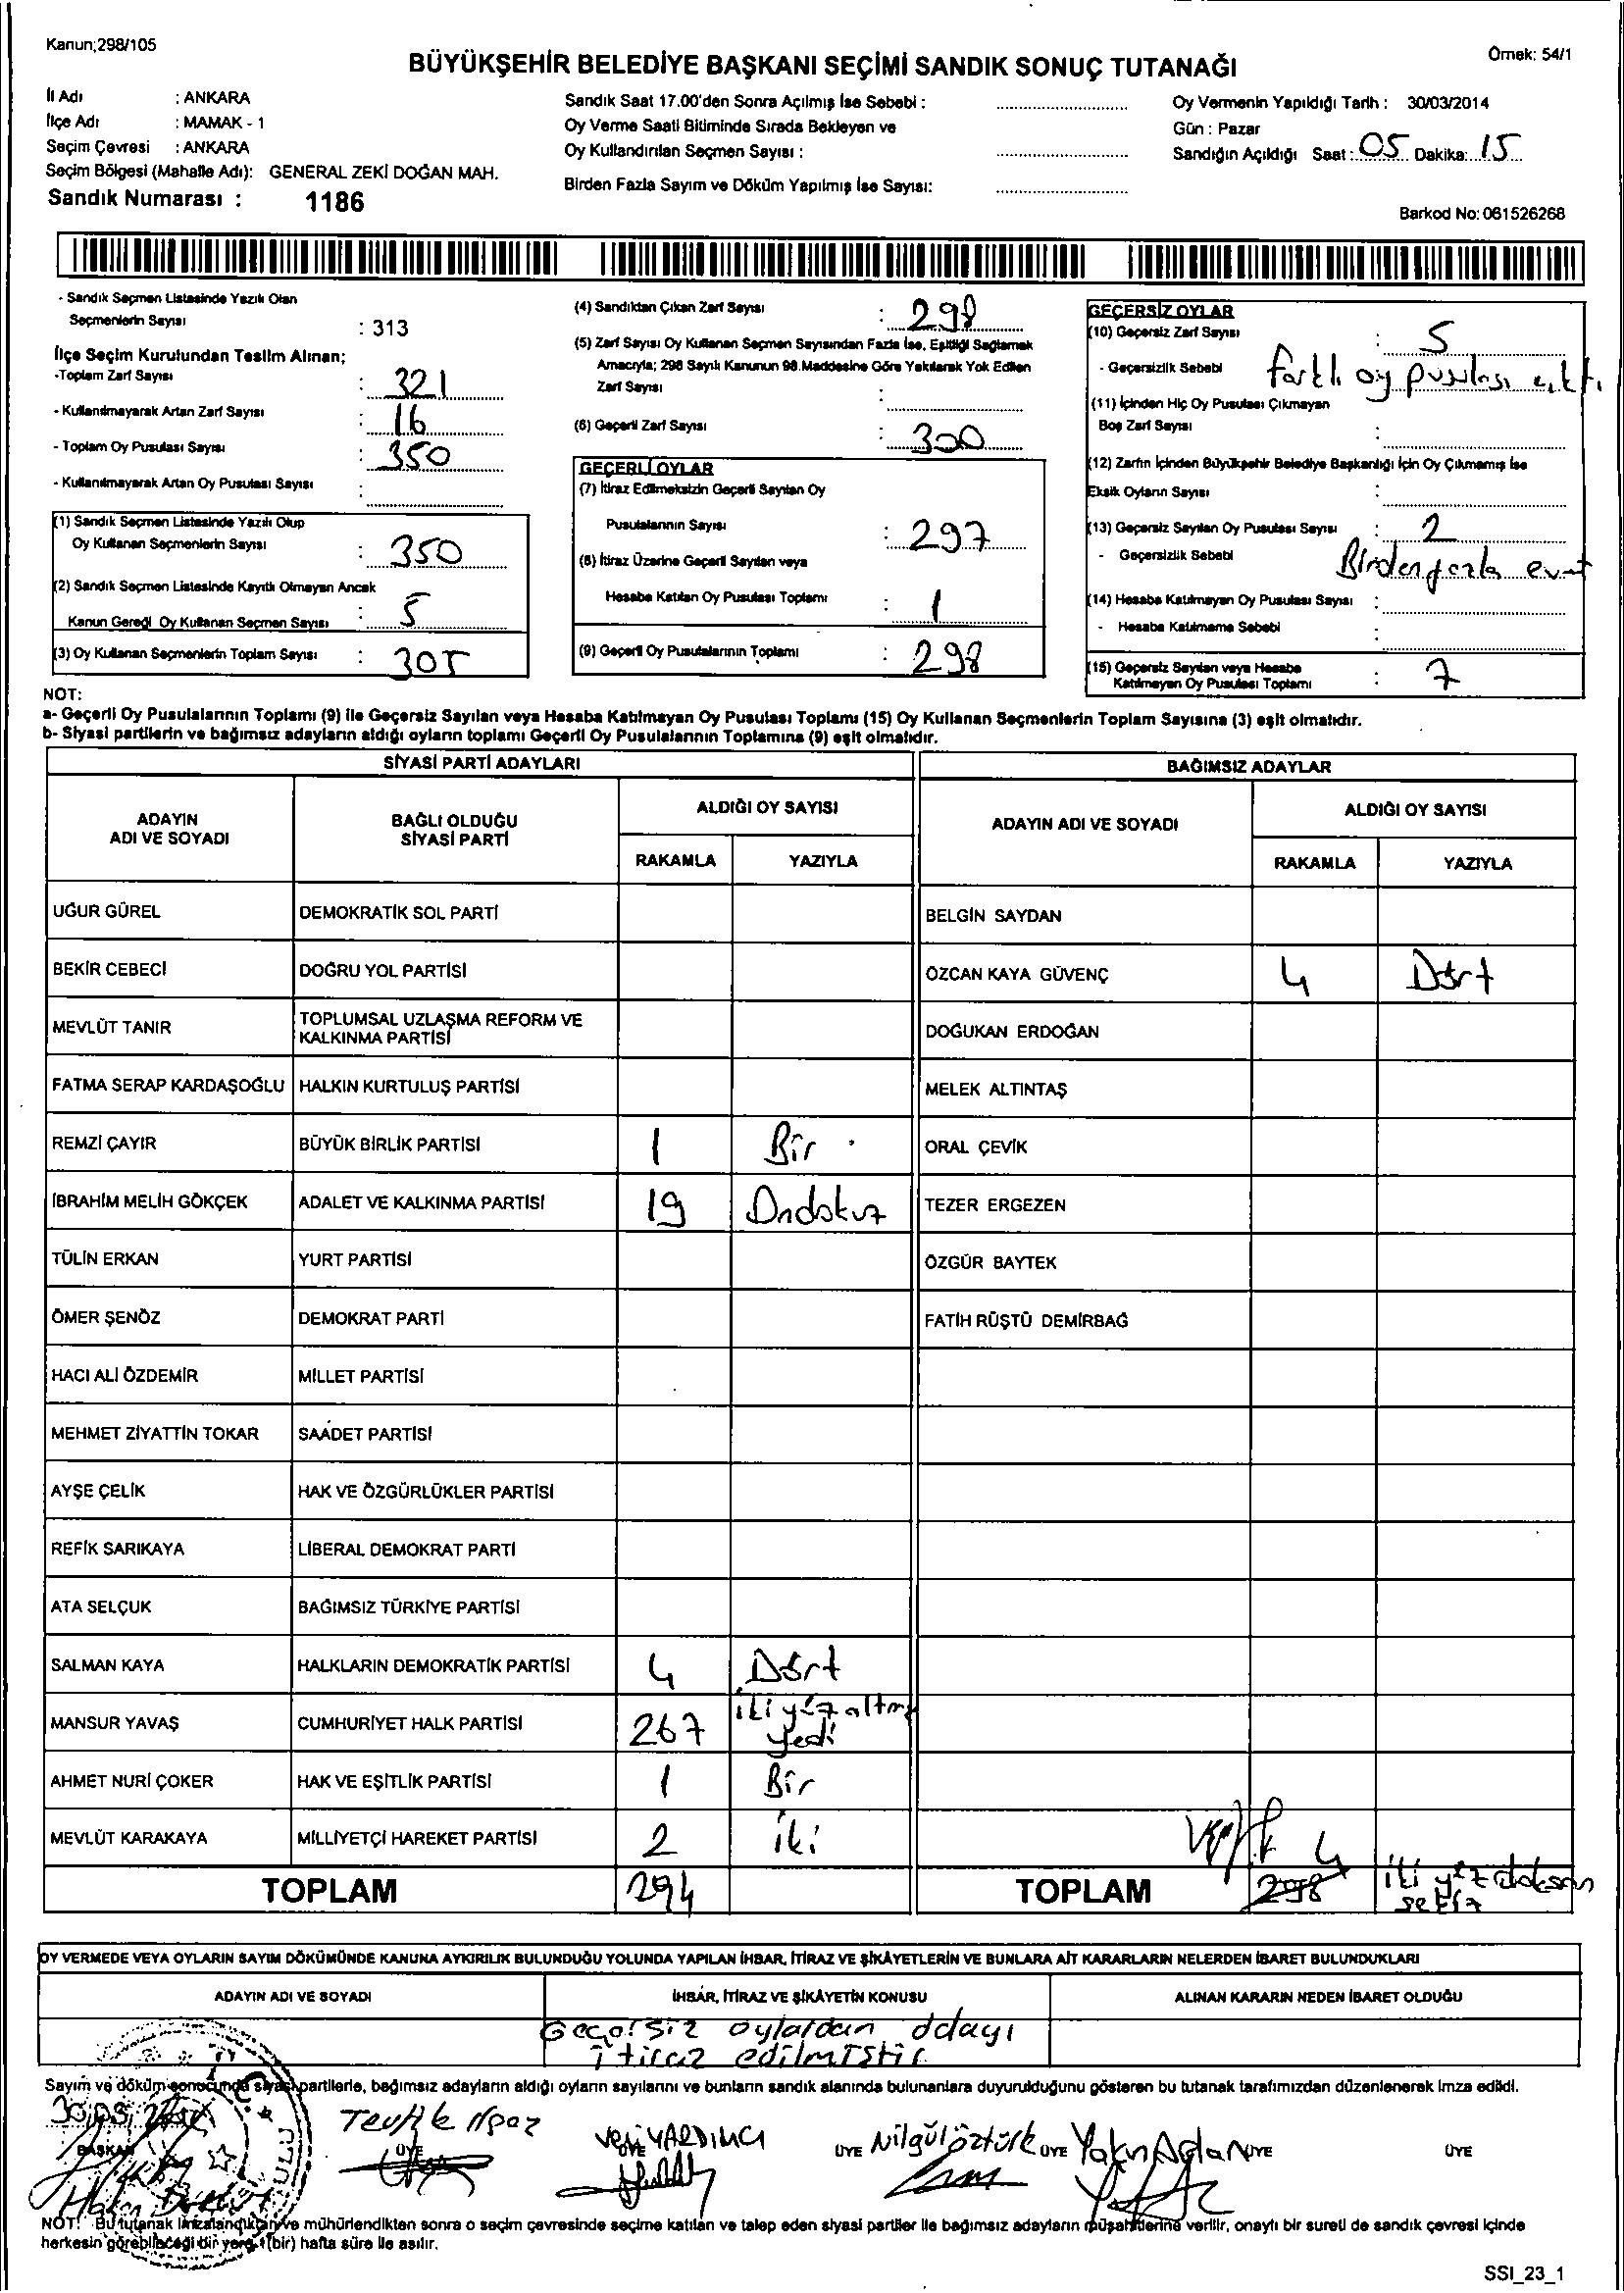 Kanun;298/105
Örnek: 54/1
BÜYÜKŞEHİR BELEDİYE BAŞKANI SEÇİMİ SANDIK SONUÇ TUTANAĞI
İl Adı : ANKARA
İlçe Adı : MAMAK - 1
Seçim Çevresi : ANKARA
Seçim Bölgesi (Mahalle Adı): GENERAL ZEKİ DOĞAN MAH.
Sandık Numarası : 1186
Sandık Saat 17.00'den Sonra Açılmış İse Sebebi :
Oy Verme Saati Bitiminde Sırada Bekleyen ve
Oy Kullandırılan Seçmen Sayısı :
Birden Fazla Sayım ve Döküm Yapılmış İse Sayısı:
Oy Vermenin Yapıldığı Tarih : 30/03/2014
Gün : Pazar
Sandığın Açıldığı Saat : 05 Dakika: 15
Barkod No: 061526268
- Sandık Seçmen Listesinde Yazılı Olan
Seçmenlerin Sayısı : 313
İlçe Seçim Kurulundan Teslim Alınan;
-Toplam Zarf Sayısı : 321
- Kullanılmayarak Artan Zarf Sayısı : 16
- Toplam Oy Pusulası Sayısı : 350
- Kullanılmayarak Artan Oy Pusulası Sayısı :
(1) Sandık Seçmen Listesinde Yazılı Olup
Oy Kullanan Seçmenlerin Sayısı : 350
(2) Sandık Seçmen Listesinde Kayıtlı Olmayan Ancak
Kanun Gereği Oy Kullanan Seçmen Sayısı : 5
(3) Oy Kullanan Seçmenlerin Toplam Sayısı : 305
(4) Sandıktan Çıkan Zarf Sayısı : 298
(5) Zarf Sayısı Oy Kullanan Seçmen Sayısından Fazla İse, Eşitliği Sağlamak
Amacıyla; 298 Sayılı Kanunun 98.Maddesine Göre Yakılarak Yok Edilen
Zarf Sayısı :
(6) Geçerli Zarf Sayısı : 300
GEÇERLİ OYLAR
(7) İtiraz Edilmeksizin Geçerli Sayılan Oy
Pusulalarının Sayısı : 297
(8) İtiraz Üzerine Geçerli Sayılan veya
Hesaba Katılan Oy Pusulası Toplamı : 1
(9) Geçerli Oy Pusulalarının Toplamı : 298
GEÇERSİZ OYLAR
(10) Geçersiz Zarf Sayısı : 5
- Geçersizlik Sebebi farklı oy pusulası çıktı
(11) İçinden Hiç Oy Pusulası Çıkmayan
Boş Zarf Sayısı :
(12) Zarfın İçinden Büyükşehir Belediye Başkanlığı İçin Oy Çıkmamış İse
Eksik Oyların Sayısı :
(13) Geçersiz Sayılan Oy Pusulası Sayısı : 2
- Geçersizlik Sebebi Birden fazla evet
(14) Hesaba Katılmayan Oy Pusulası Sayısı :
- Hesaba Katılmama Sebebi :
(15) Geçersiz Sayılan veya Hesaba
Katılmayan Oy Pusulası Toplamı : 7
NOT:
a- Geçerli Oy Pusulalarının Toplamı (9) ile Geçersiz Sayılan veya Hesaba Katılmayan Oy Pusulası Toplamı (15) Oy Kullanan Seçmenlerin Toplam Sayısına (3) eşit olmalıdır.
b- Siyasi partilerin ve bağımsız adayların aldığı oyların toplamı Geçerli Oy Pusulalarının Toplamına (9) eşit olmalıdır.
SİYASİ PARTİ ADAYLARI
ADAYIN ADI VE SOYADI
BAĞLI OLDUĞU SİYASİ PARTİ
ALDIĞI OY SAYISI
RAKAMLA YAZIYLA
UĞUR GÜREL DEMOKRATİK SOL PARTİ
BEKİR CEBECİ DOĞRU YOL PARTİSİ
MEVLÜT TANIR TOPLUMSAL UZLAŞMA REFORM VE
KALKINMA PARTİSİ
FATMA SERAP KARDAŞOĞLU HALKIN KURTULUŞ PARTİSİ
REMZİ ÇAYIR BÜYÜK BİRLİK PARTİSİ 1 Bir
İBRAHİM MELİH GÖKÇEK ADALET VE KALKINMA PARTİSİ 19 Ondokuz
TÜLİN ERKAN YURT PARTİSİ
ÖMER ŞENÖZ DEMOKRAT PARTİ
HACI ALİ ÖZDEMİR MİLLET PARTİSİ
MEHMET ZİYATTİN TOKAR SAADET PARTİSİ
AYŞE ÇELİK HAK VE ÖZGÜRLÜKLER PARTİSİ
REFİK SARIKAYA LİBERAL DEMOKRAT PARTİ
ATA SELÇUK BAĞIMSIZ TÜRKİYE PARTİSİ
SALMAN KAYA HALKLARIN DEMOKRATİK PARTİSİ 4 Dört
MANSUR YAVAŞ CUMHURİYET HALK PARTİSİ 267 iki yüz altmış yedi
AHMET NURİ ÇOKER HAK VE EŞİTLİK PARTİSİ 1 Bir
MEVLÜT KARAKAYA MİLLİYETÇİ HAREKET PARTİSİ 2 iki
TOPLAM 294
BAĞIMSIZ ADAYLAR
ADAYIN ADI VE SOYADI
ALDIĞI OY SAYISI
RAKAMLA YAZIYLA
BELGİN SAYDAN
ÖZCAN KAYA GÜVENÇ 4 Dört
DOĞUKAN ERDOĞAN
MELEK ALTINTAŞ
ORAL ÇEVİK
TEZER ERGEZEN
ÖZGÜR BAYTEK
FATİH RÜŞTÜ DEMİRBAĞ
4
TOPLAM 298 iki yüz doksan
sekiz
OY VERMEDE VEYA OYLARIN SAYIM DÖKÜMÜNDE KANUNA AYKIRILIK BULUNDUĞU YOLUNDA YAPILAN İHBAR, İTİRAZ VE ŞİKÂYETLERİN VE BUNLARA AİT KARARLARIN NELERDEN İBARET BULUNDUKLARI
ADAYIN ADI VE SOYADI İHBAR, İTİRAZ VE ŞİKÂYETİN KONUSU ALINAN KARARIN NEDEN İBARET OLDUĞU
Geçersiz oylardan dolayı
itiraz edilmiştir.
Sayım ve döküm sonucunda siyasi partilerle, bağımsız adayların aldığı oyların sayılarını ve bunların sandık alanında bulunanlara duyurulduğunu gösteren bu tutanak tarafımızdan düzenlenerek imza edildi.
Tevfik Ilgaz Veli YARDIMCI Nilgül Öztürk Yakın Aslan
BAŞKAN ÜYE ÜYE ÜYE ÜYE ÜYE ÜYE
NOT: Bu tutanak imzalandıktan ve mühürlendikten sonra o seçim çevresinde seçime katılan ve talep eden siyasi partiler ile bağımsız adayların müşahitlerine verilir, onaylı bir sureti de sandık çevresi içinde
herkesin görebileceği bir yere 1(bir) hafta süre ile asılır.
SSI_23_1